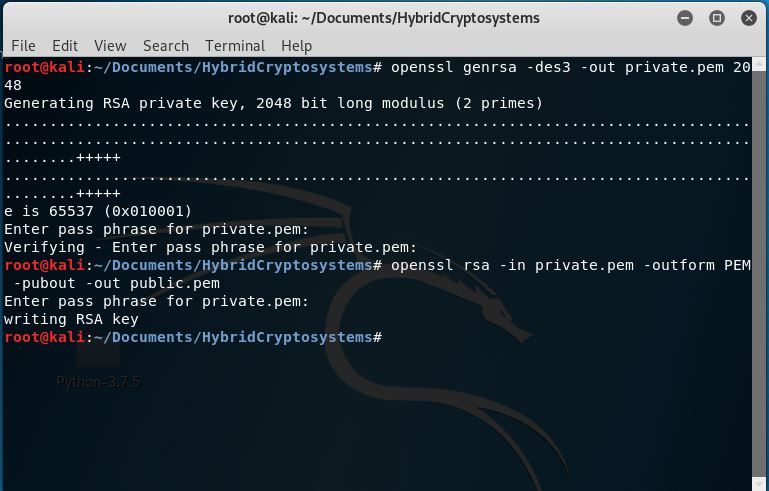 root@kali: ~/Documents/HybridCryptosystems
File Edit View Search Terminal Help
root@kali:~/Documents/HybridCryptosystems# openssl genrsa -des3 -out private.pem 20
48
Generating RSA private key, 2048 bit long modulus (2 primes)
...................................................................................
...................................................................................
........+++++
...................................................................................
........+++++
e is 65537 (0x010001)
Enter pass phrase for private.pem:
Verifying - Enter pass phrase for private.pem:
root@kali:~/Documents/HybridCryptosystems# openssl rsa -in private.pem -outform PEM
 -pubout -out public.pem
Enter pass phrase for private.pem:
writing RSA key
root@kali:~/Documents/HybridCryptosystems#
Python-3.7.5